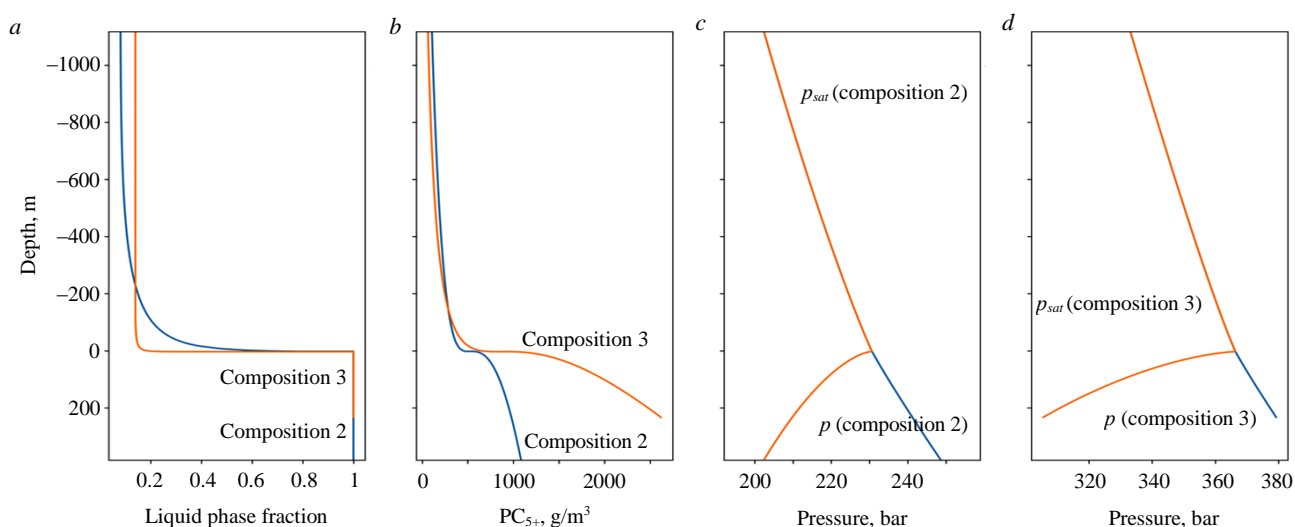 a
b
c
d
Depth, m
–1000
–800
–600
–400
–200
0
200
Composition 3
Composition 2
0.2
0.4
0.6
0.8
1
Liquid phase fraction
Composition 3
Composition 2
0
1000
2000
PC5+, g/m³
psat (composition 2)
p (composition 2)
200
220
240
Pressure, bar
psat (composition 3)
p (composition 3)
320
340
360
380
Pressure, bar